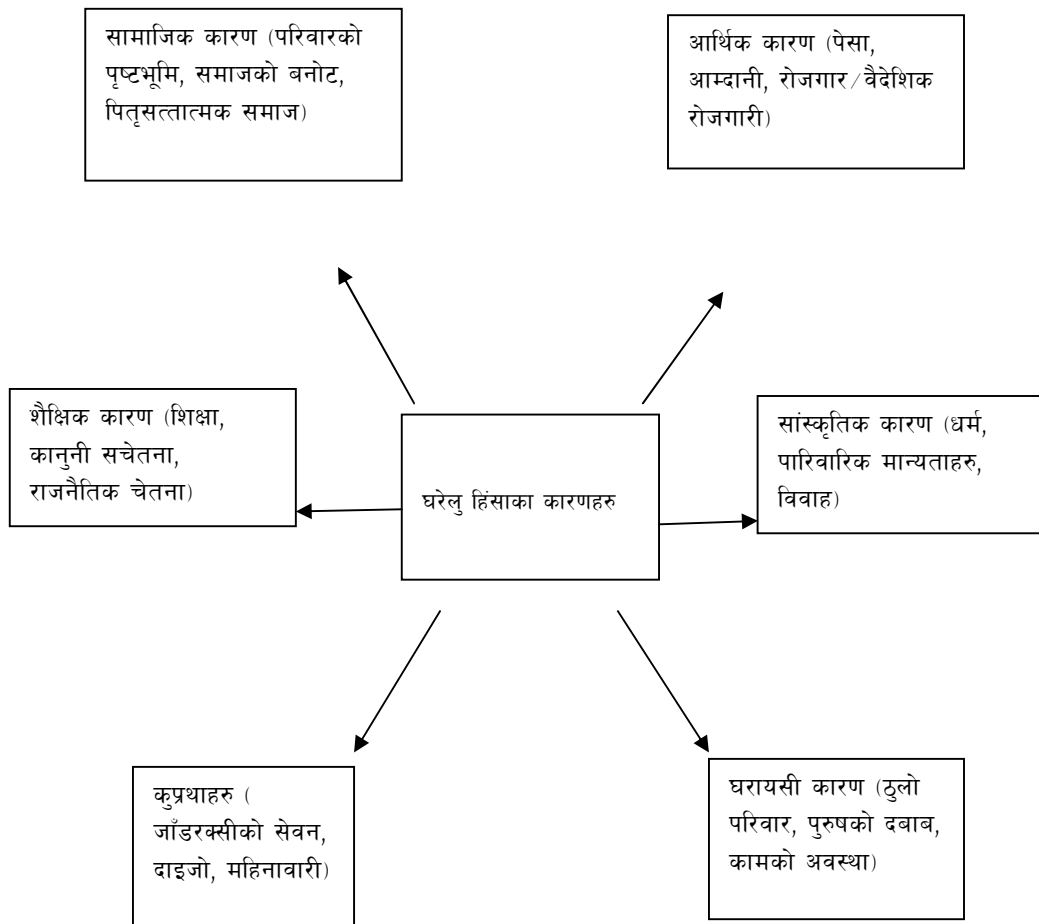 सामाजिक कारण (परिवारको
पृष्टभूमि, समाजको बनोट,
पितृसत्तात्मक समाज)
आर्थिक कारण (पेसा,
आम्दानी, रोजगार/वैदेशिक
रोजगारी)
शैक्षिक कारण (शिक्षा,
कानुनी सचेतना,
राजनैतिक चेतना)
घरेलु हिंसाका कारणहरु
सांस्कृतिक कारण (धर्म,
पारिवारिक मान्यताहरु,
विवाह)
कुप्रथाहरु (
जाँडरक्सीको सेवन,
दाइजो, महिनावारी)
घरायसी कारण (ठुलो
परिवार, पुरुषको दबाब,
कामको अवस्था)